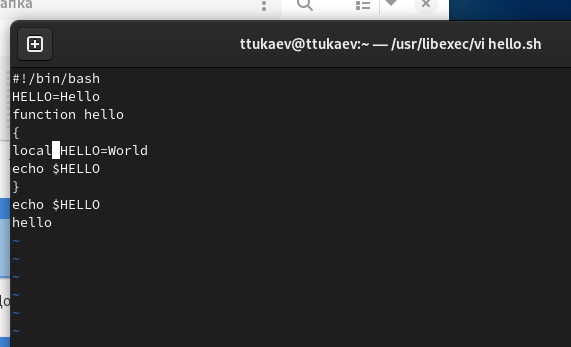 апка
ttukaev@ttukaev:~ — /usr/libexec/vi hello.sh
#!/bin/bash
HELLO=Hello
function hello
{
local HELLO=World
echo $HELLO
}
echo $HELLO
hello
~
~
~
~
~
~